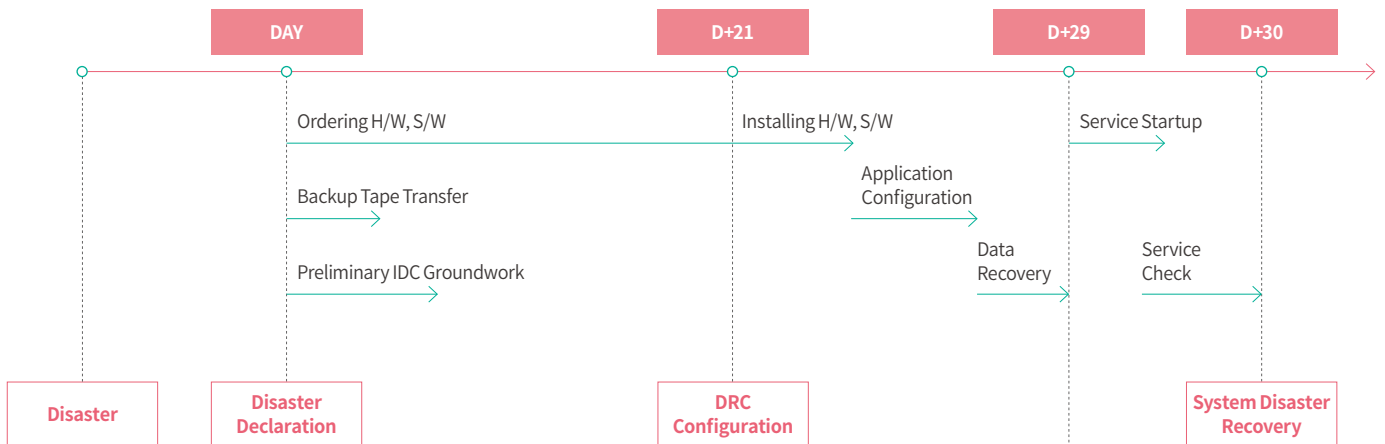 DAY
D+21
D+29
D+30
Ordering H/W, S/W
Installing H/W, S/W
Service Startup
Application
Configuration
Backup Tape Transfer
Data
Recovery
Service
Check
Preliminary IDC Groundwork
Disaster
Disaster
Declaration
DRC
Configuration
System Disaster
Recovery